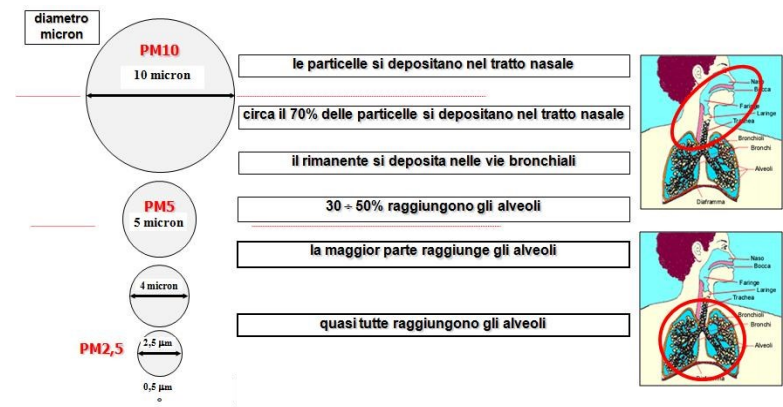 diametro
micron
PM10
10 micron
le particelle si depositano nel tratto nasale
circa il 70% delle particelle si depositano nel tratto nasale
il rimanente si deposita nelle vie bronchiali
PM5
5 micron
30 ÷ 50% raggiungono gli alveoli
la maggior parte raggiunge gli alveoli
4 micron
quasi tutte raggiungono gli alveoli
PM2,5
2,5 µm
0,5 µm
Naso
Bocca
Faringe
Laringe
Trachea
Bronchioli
Bronchi
Alveoli
Diaframma
Naso
Bocca
Faringe
Laringe
Trachea
Bronchioli
Bronchi
Alveoli
Diaframma